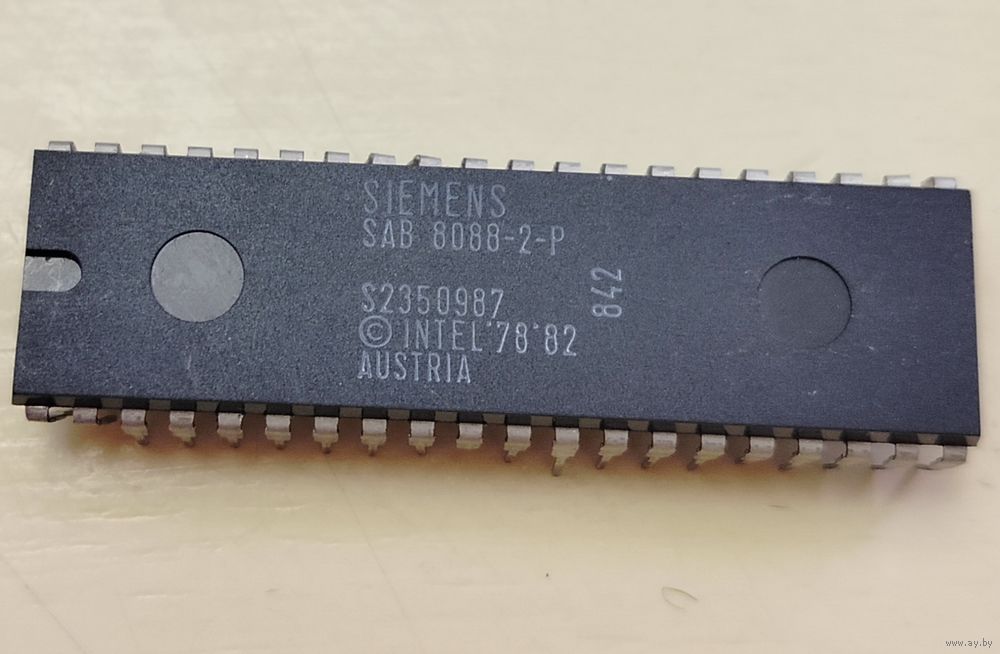 SIEMENS
SAB 8088-2-P
S2350987
© INTEL '78 '82
AUSTRIA
842
www.ay.by